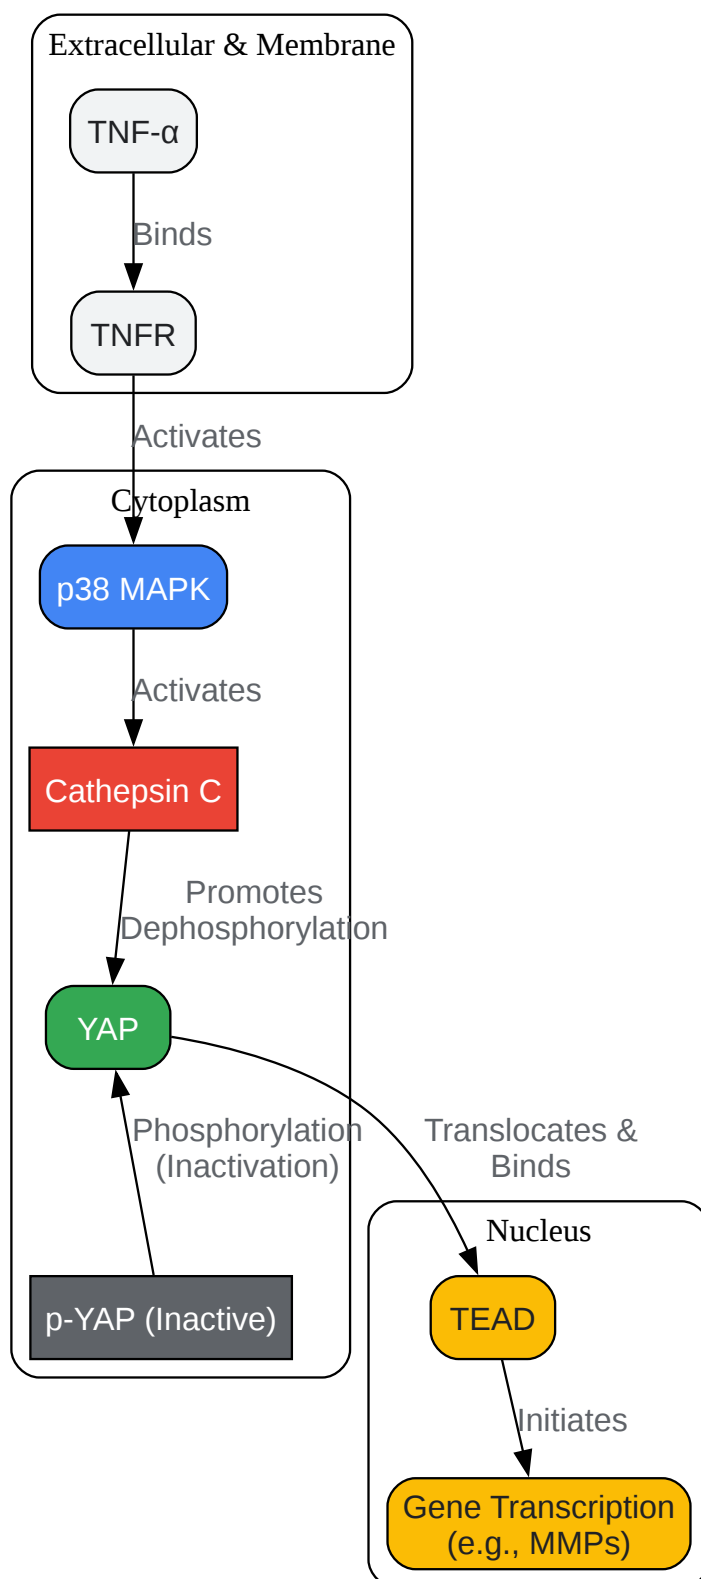 Extracellular & Membrane
TNF-α
Binds
TNFR
Activates
Cytoplasm
p38 MAPK
Activates
Cathepsin C
Promotes
Dephosphorylation
YAP
Phosphorylation
(Inactivation)
Translocates &
Binds
Nucleus
p-YAP (Inactive)
TEAD
Initiates
Gene Transcription
(e.g., MMPs)